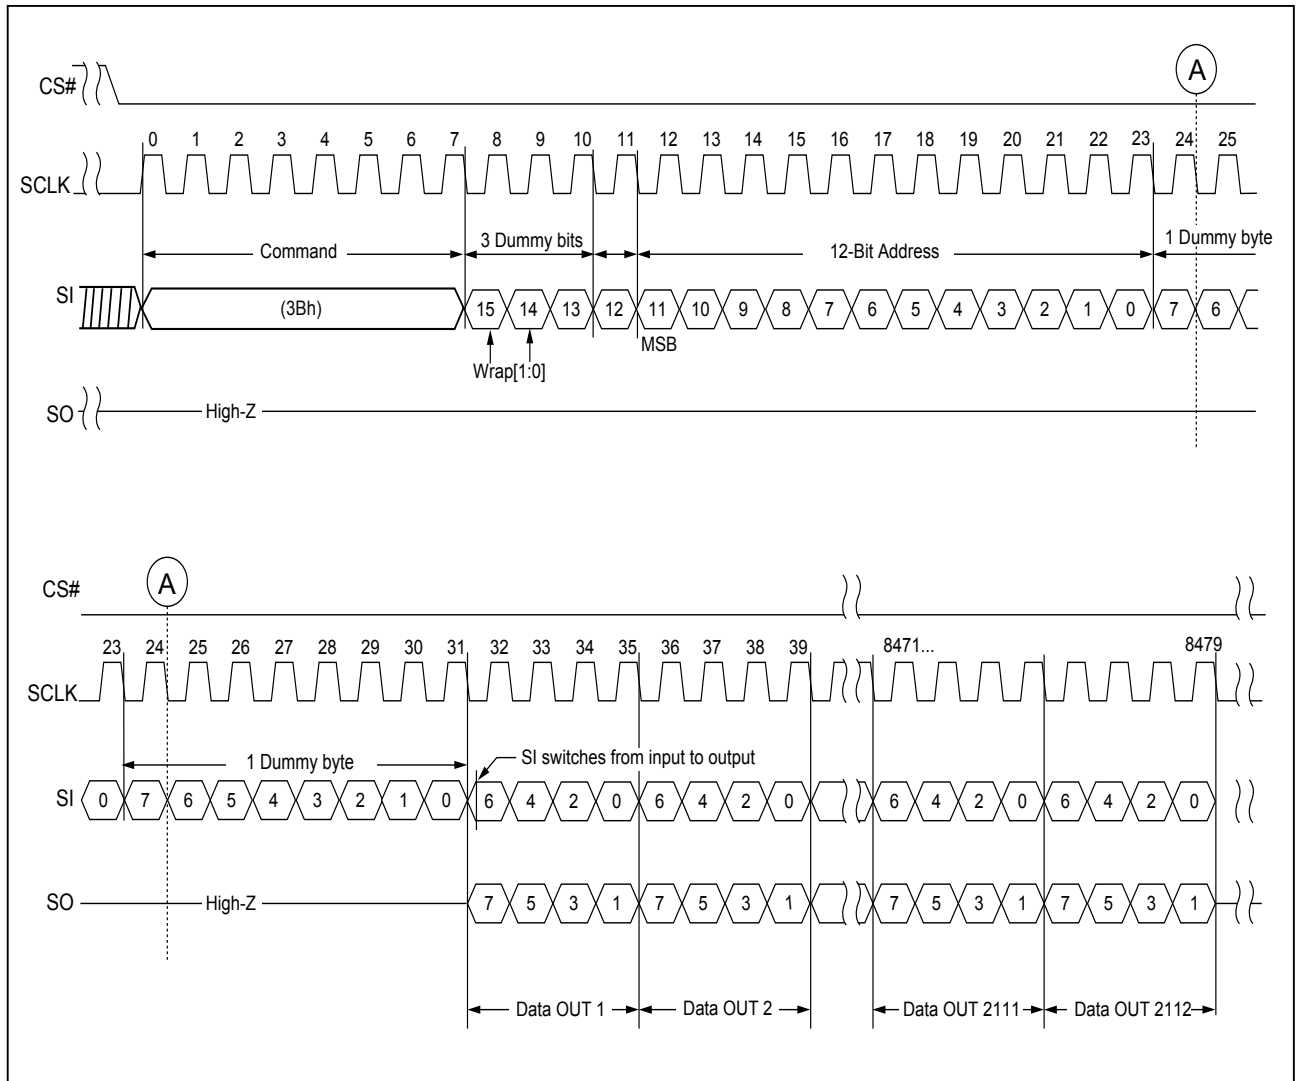 A
CS#
0 1 2 3 4 5 6 7 8 9 10 11 12 13 14 15 16 17 18 19 20 21 22 23 24 25
SCLK
Command 3 Dummy bits 12-Bit Address 1 Dummy byte
SI (3Bh) 15 14 13 12 11 10 9 8 7 6 5 4 3 2 1 0 7 6
MSB
Wrap[1:0]
SO High-Z
A
CS#
23 24 25 26 27 28 29 30 31 32 33 34 35 36 37 38 39 8471... 8479
SCLK
1 Dummy byte SI switches from input to output
SI 0 7 6 5 4 3 2 1 0 6 4 2 0 6 4 2 0 6 4 2 0 6 4 2 0
SO High-Z 7 5 3 1 7 5 3 1 7 5 3 1 7 5 3 1
Data OUT 1 Data OUT 2 Data OUT 2111 Data OUT 2112